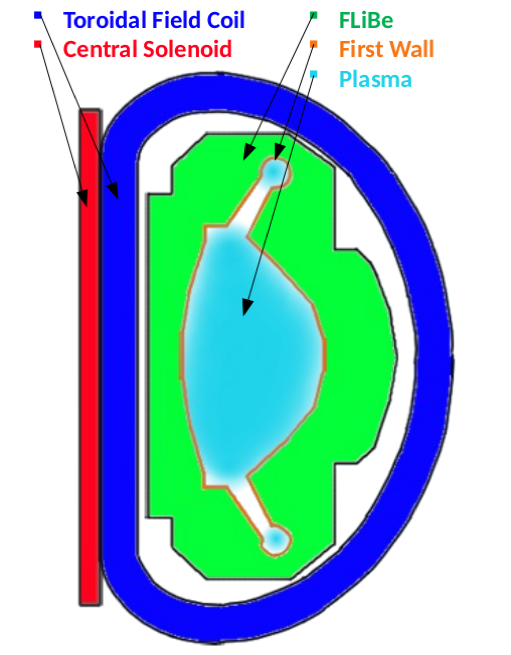 Toroidal Field Coil
Central Solenoid
FLiBe
First Wall
Plasma